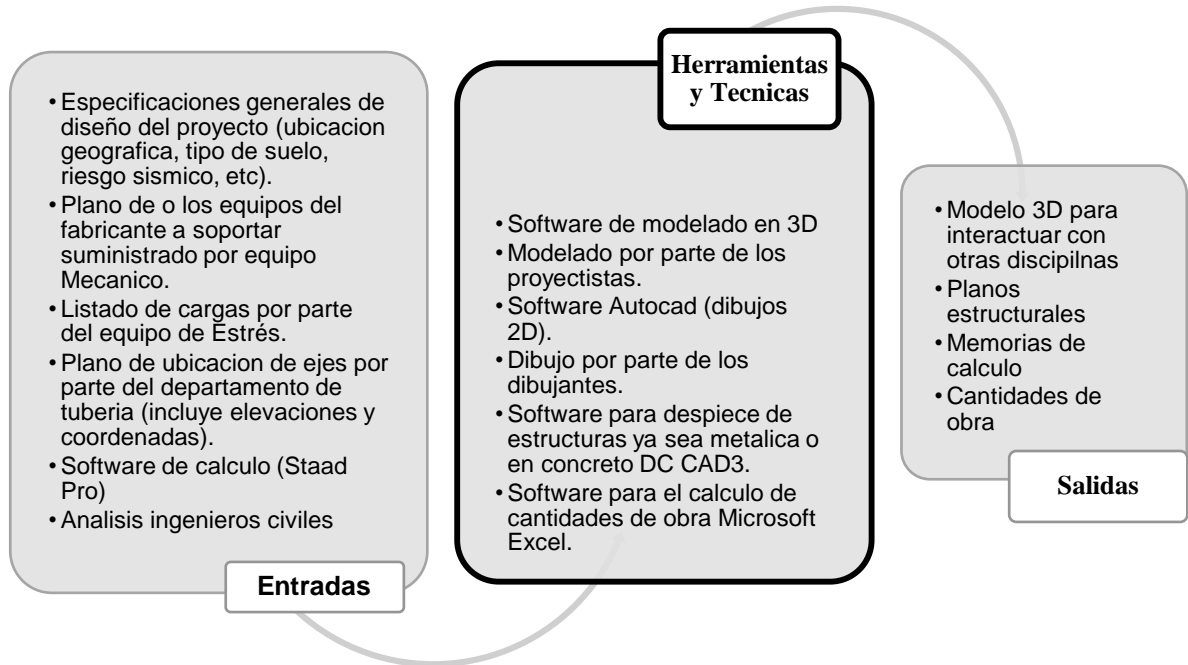 • Especificaciones generales de
diseño del proyecto (ubicacion
geografica, tipo de suelo,
riesgo sismico, etc).
• Plano de o los equipos del
fabricante a soportar
suministrado por equipo
Mecanico.
• Listado de cargas por parte
del equipo de Estrés.
• Plano de ubicacion de ejes por
parte del departamento de
tuberia (incluye elevaciones y
coordenadas).
• Software de calculo (Staad
Pro)
• Analisis ingenieros civiles
Entradas
Herramientas
y Tecnicas
• Software de modelado en 3D
• Modelado por parte de los
proyectistas.
• Software Autocad (dibujos
2D).
• Dibujo por parte de los
dibujantes.
• Software para despiece de
estructuras ya sea metalica o
en concreto DC CAD3.
• Software para el calculo de
cantidades de obra Microsoft
Excel.
• Modelo 3D para
interactuar con
otras discipilnas
• Planos
estructurales
• Memorias de
calculo
• Cantidades de
obra
Salidas